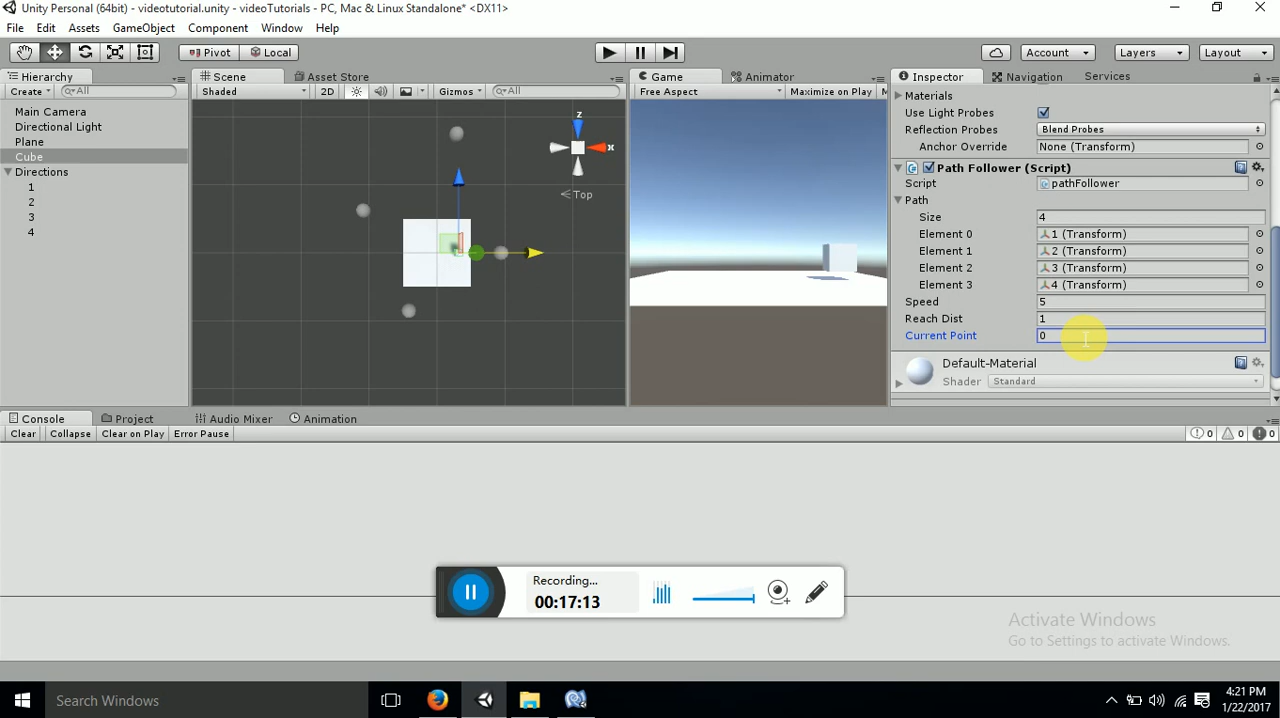 Unity Personal (64bit) - videotutorial.unity - videoTutorials - PC, Mac & Linux Standalone* <DX11>
File Edit Assets GameObject Component Window Help
Pivot Local Account Layers Layout
Hierarchy Scene Asset Store Game Animator Inspector Navigation Services
Create All Shaded 2D Gizmos All Free Aspect Maximize on Play M
Main Camera
Directional Light
Plane
Cube
Directions
1
2
3
4
z
x
Top
Materials
Use Light Probes
Reflection Probes Blend Probes
Anchor Override None (Transform)
Path Follower (Script)
Script pathFollower
Path
Size 4
Element 0 1 (Transform)
Element 1 2 (Transform)
Element 2 3 (Transform)
Element 3 4 (Transform)
Speed 5
Reach Dist 1
Current Point 0
Default-Material
Shader Standard
Console Project Audio Mixer Animation
Clear Collapse Clear on Play Error Pause 0 0 0
Recording...
00:17:13
Activate Windows
Go to Settings to activate Windows.
Search Windows
4:21 PM
1/22/2017